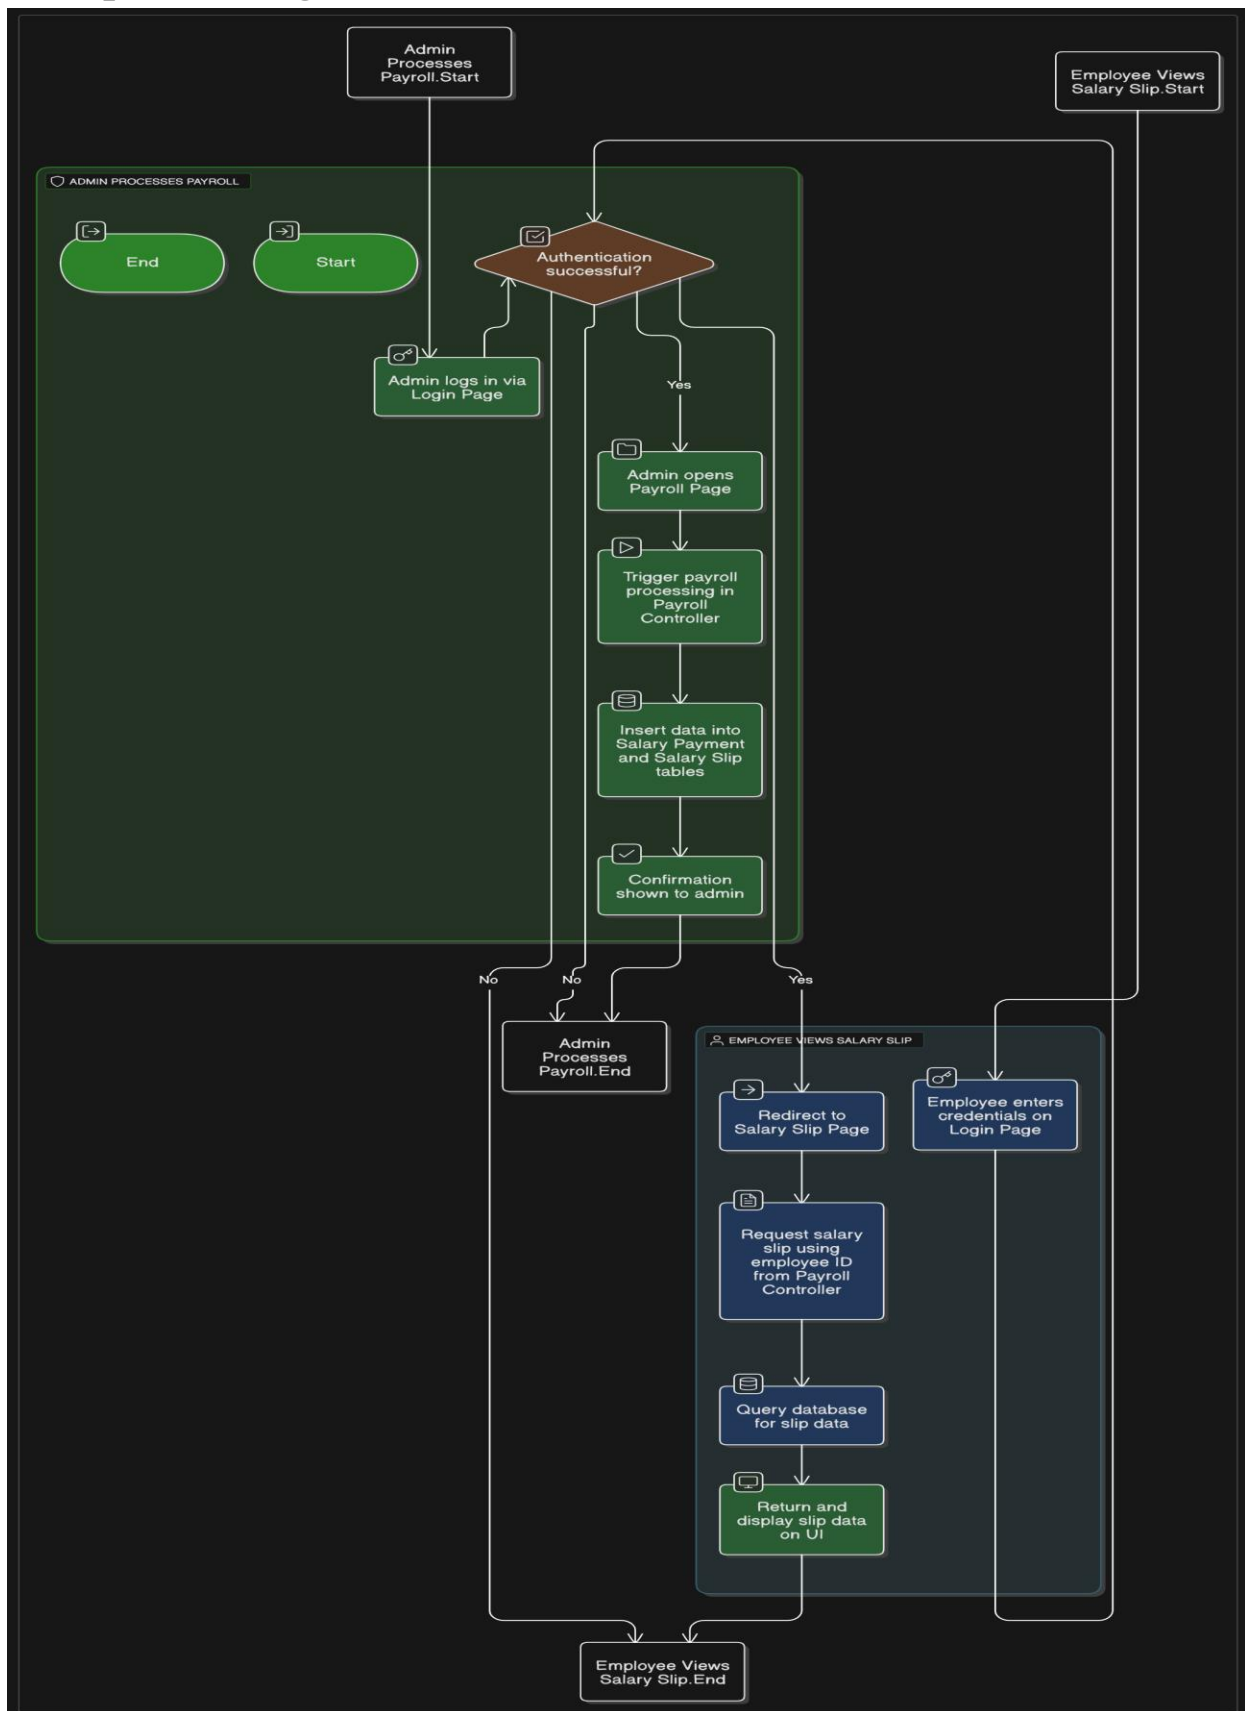 Admin
Processes
Payroll.Start
Employee Views
Salary Slip.Start
ADMIN PROCESSES PAYROLL
End
Start
Authentication
successful?
Admin logs in via
Login Page
Yes
Admin opens
Payroll Page
Trigger payroll
processing in
Payroll
Controller
Insert data into
Salary Payment
and Salary Slip
tables
Confirmation
shown to admin
No
No
Yes
Admin
Processes
Payroll.End
EMPLOYEE VIEWS SALARY SLIP
Redirect to
Salary Slip Page
Employee enters
credentials on
Login Page
Request salary
slip using
employee ID
from Payroll
Controller
Query database
for slip data
Return and
display slip data
on UI
Employee Views
Salary Slip.End